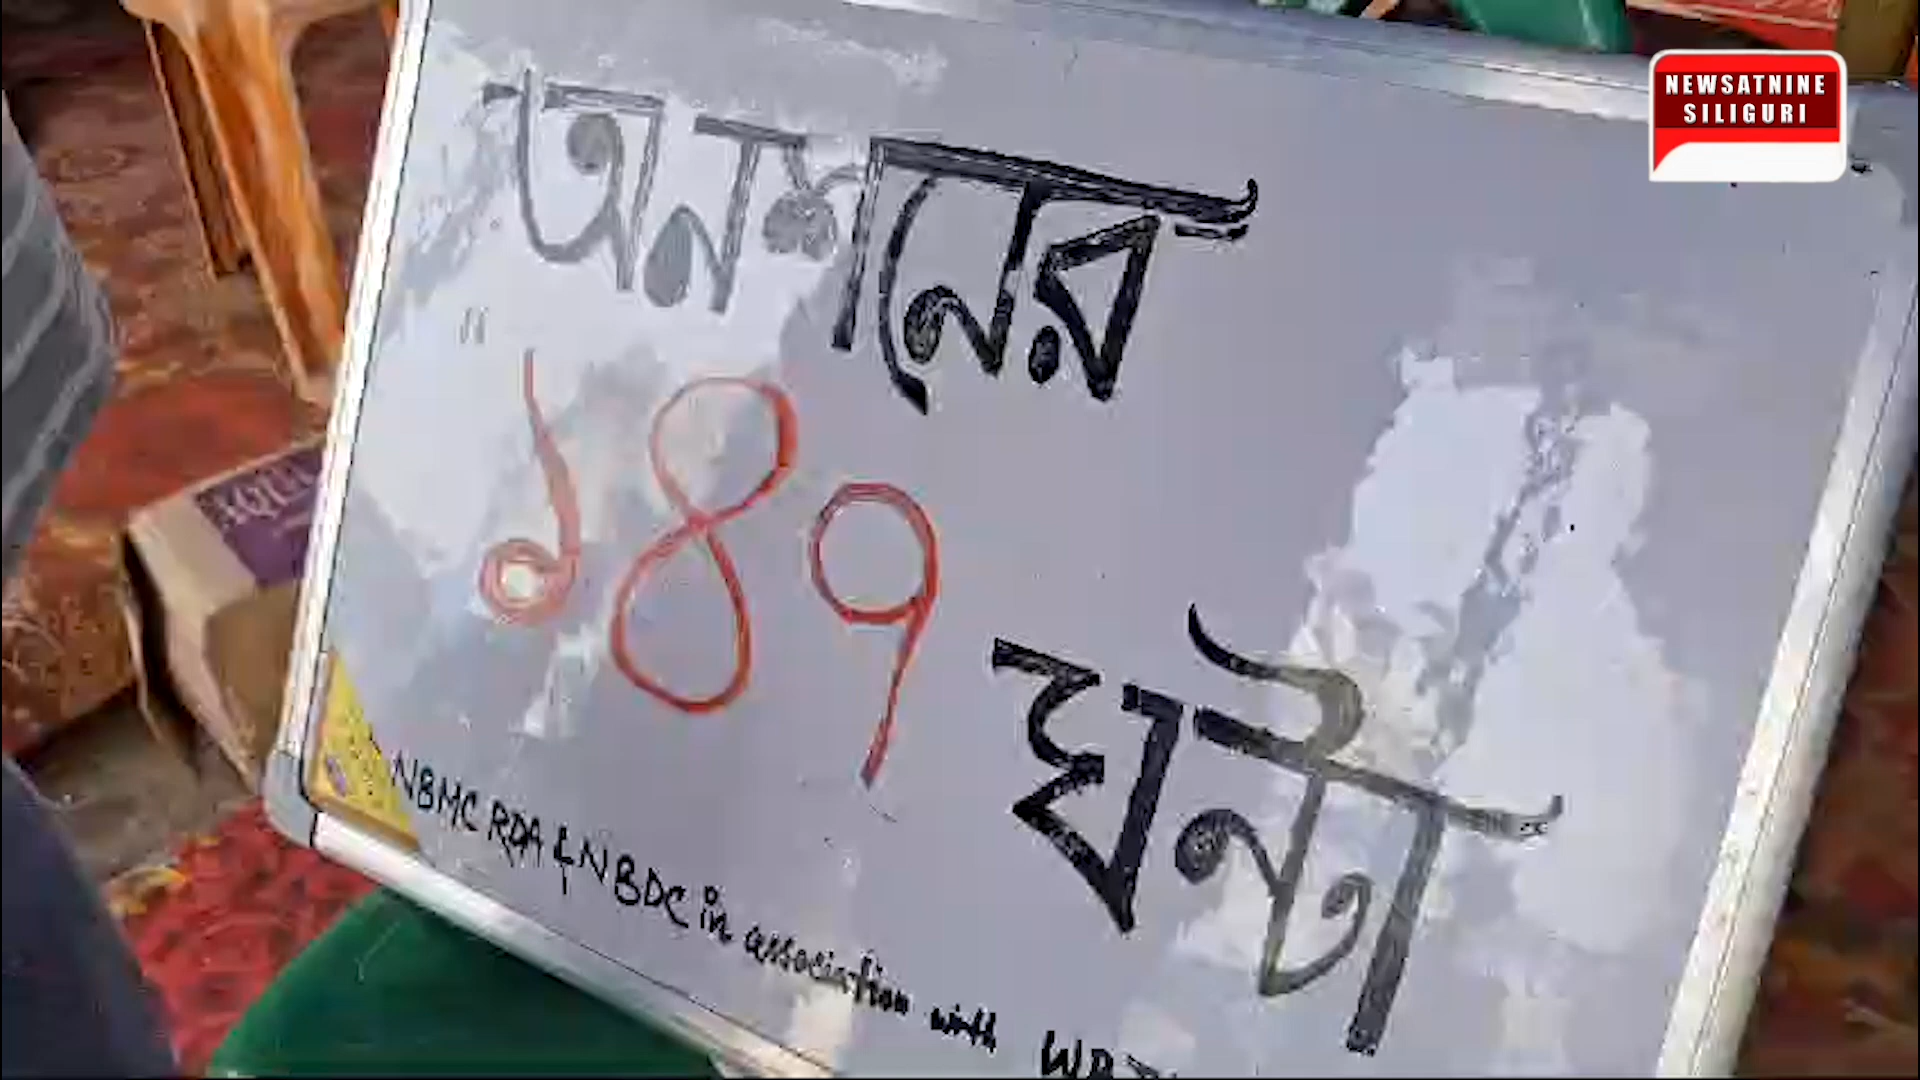 NEWSATNINE
SILIGURI
অনশনের
"১৪৭
ঘন্টা
NBMC RDA & NBDC in association with